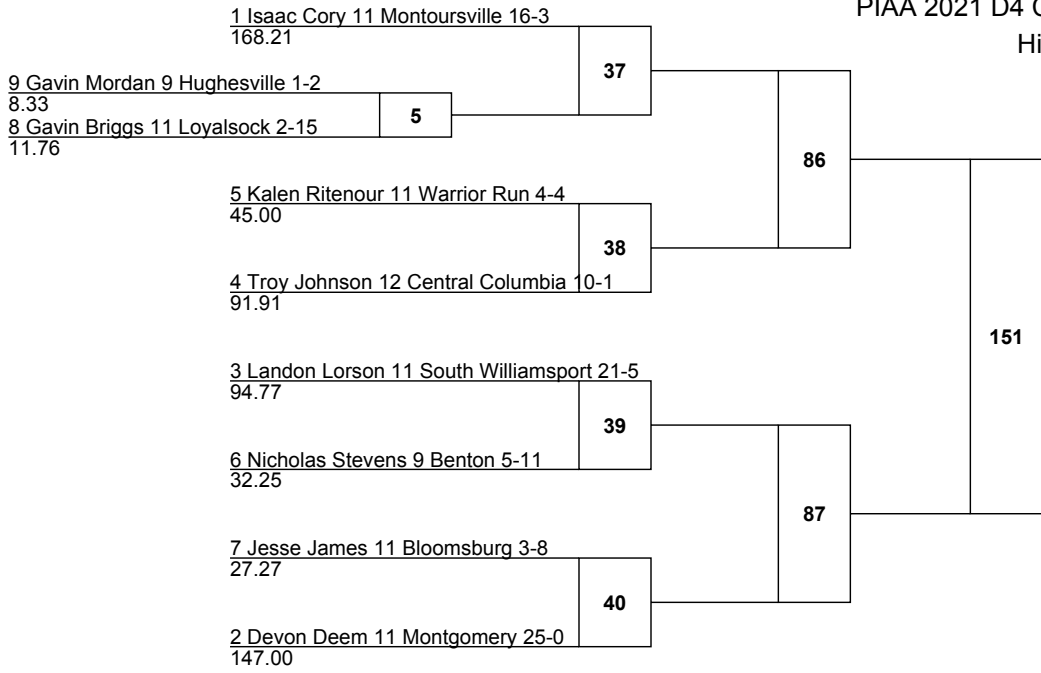 PIAA 2021 D4 
Hi
1 Isaac Cory 11 Montoursville 16-3
168.21
37
9 Gavin Mordan 9 Hughesville 1-2
8.33
5
8 Gavin Briggs 11 Loyalsock 2-15
11.76
86
5 Kalen Ritenour 11 Warrior Run 4-4
45.00
38
4 Troy Johnson 12 Central Columbia 10-1
91.91
151
3 Landon Lorson 11 South Williamsport 21-5
94.77
39
6 Nicholas Stevens 9 Benton 5-11
32.25
87
7 Jesse James 11 Bloomsburg 3-8
27.27
40
2 Devon Deem 11 Montgomery 25-0
147.00